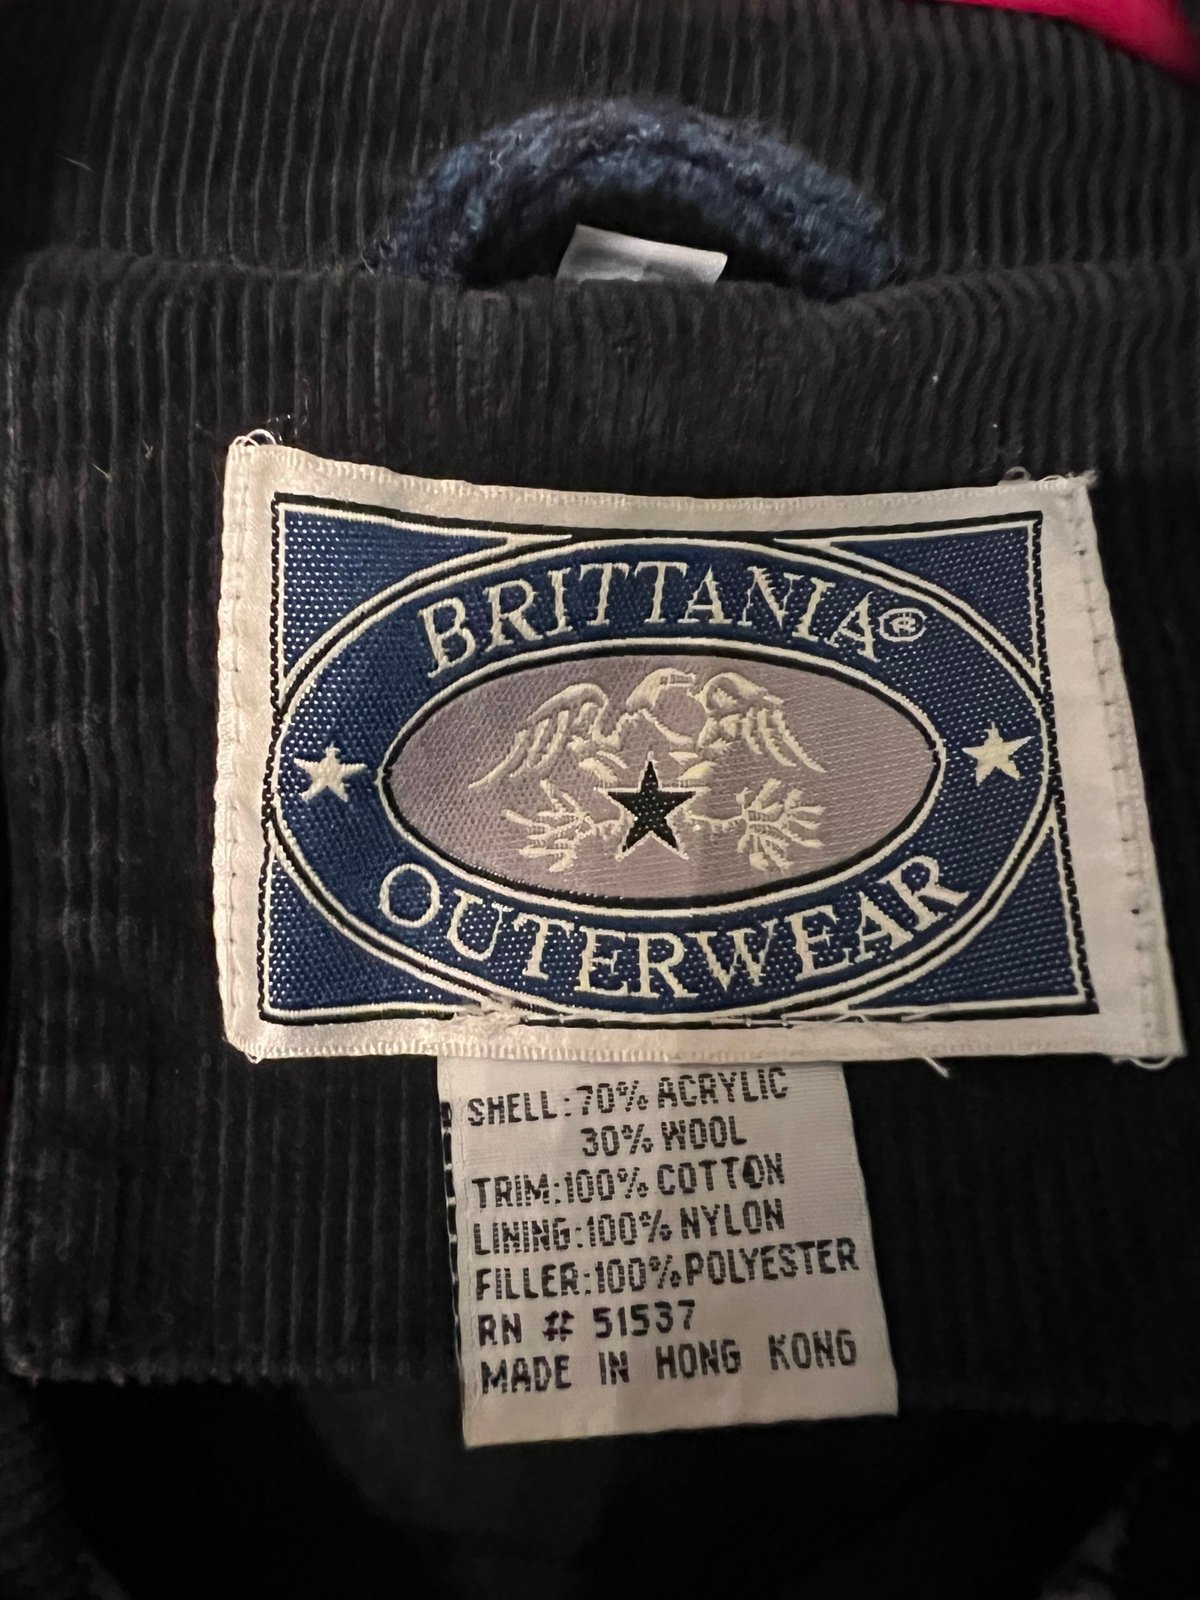 BRITTANIA®
OUTERWEAR
SHELL:70% ACRYLIC
30% WOOL
TRIM:100% COTTON
LINING:100% NYLON
FILLER:100% POLYESTER
RN # 51537
MADE IN HONG KONG